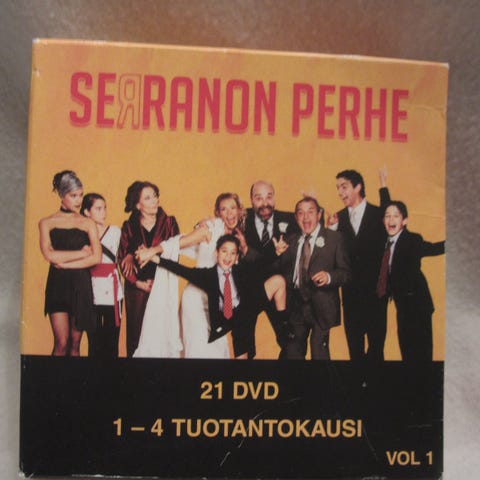 SERRANON PERHE
21 DVD
1 – 4 TUOTANTOKAUSI
VOL 1